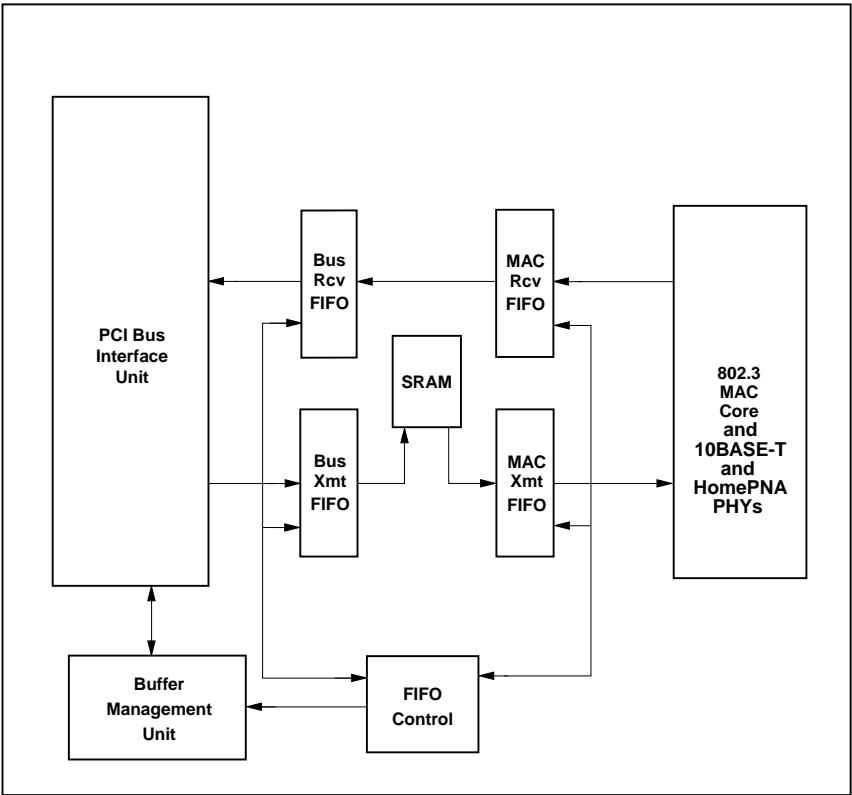 Bus
Rcv
FIFO
MAC
Rcv
FIFO
PCI Bus
Interface
Unit
SRAM
802.3
MAC
Core
and
10BASE-T
and
HomePNA
PHYs
Bus
Xmt
FIFO
MAC
Xmt
FIFO
Buffer
Management
Unit
FIFO
Control